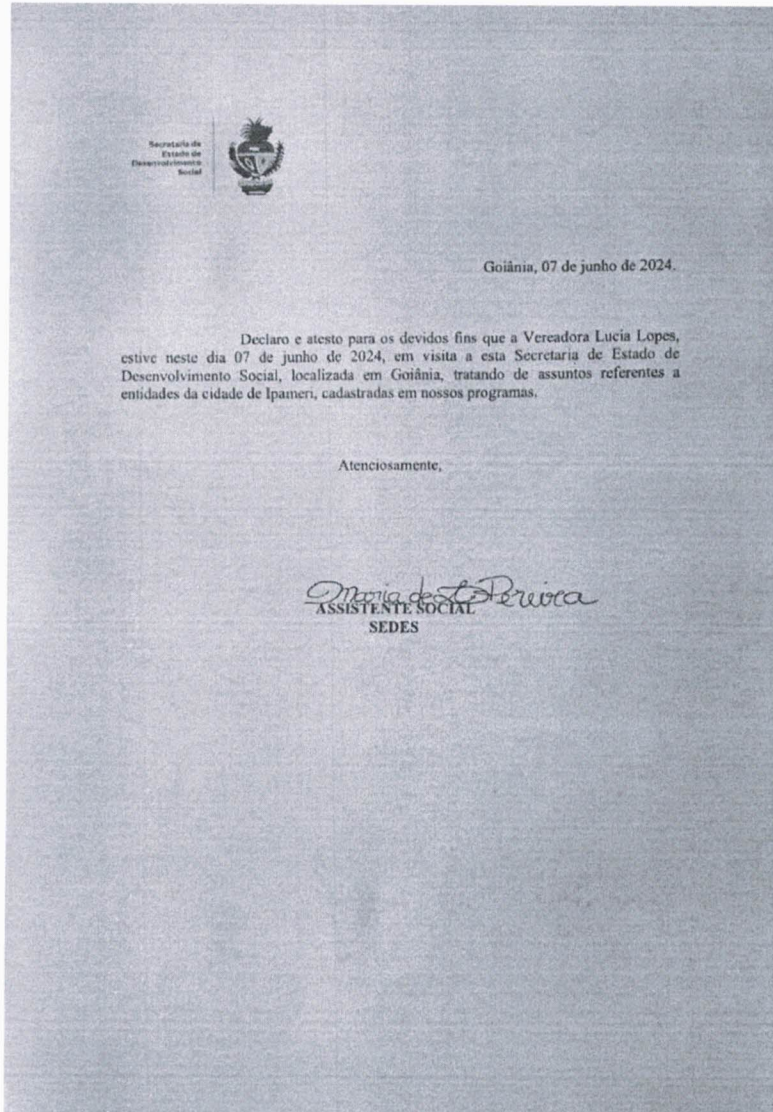 Secretaria de
Estado de
Desenvolvimento
Social
Goiânia, 07 de junho de 2024.
Declaro e atesto para os devidos fins que a Vereadora Lucia Lopes,
estive neste dia 07 de junho de 2024, em visita a esta Secretaria de Estado de
Desenvolvimento Social, localizada em Goiânia, tratando de assuntos referentes a
entidades da cidade de Ipameri, cadastradas em nossos programas.
Atenciosamente,
Maria de Pereira
ASSISTENTE SOCIAL
SEDES